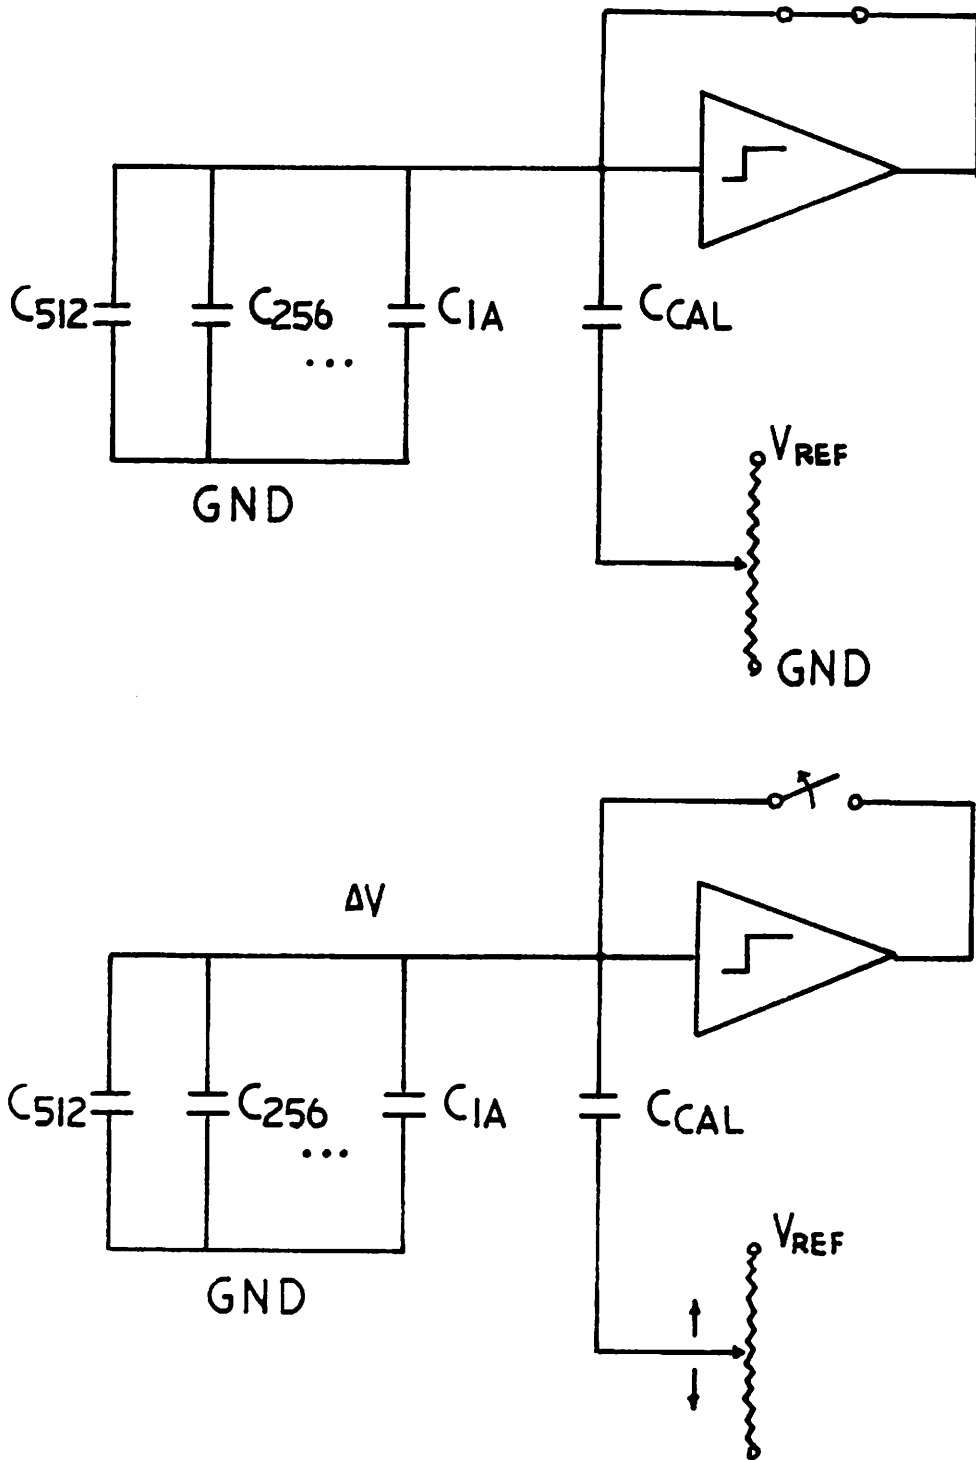 C512 C256 ... C1A CCAL
VREF
GND
GND
ΔV
C512 C256 ... C1A CCAL
VREF
GND